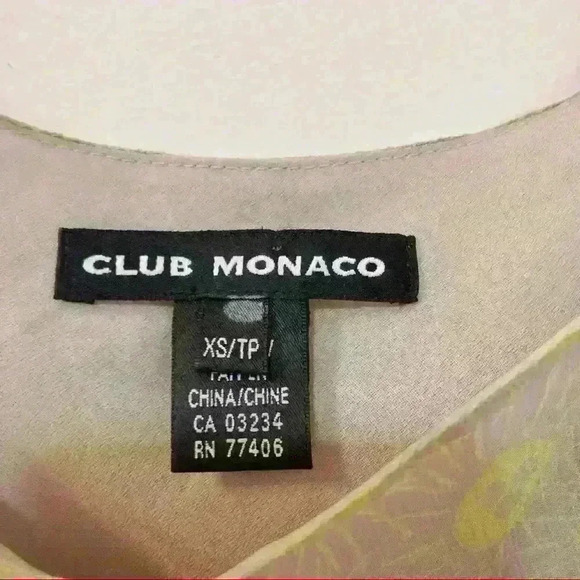 CLUB MONACO
XS/TP
CHINA/CHINE
CA 03234
RN 77406